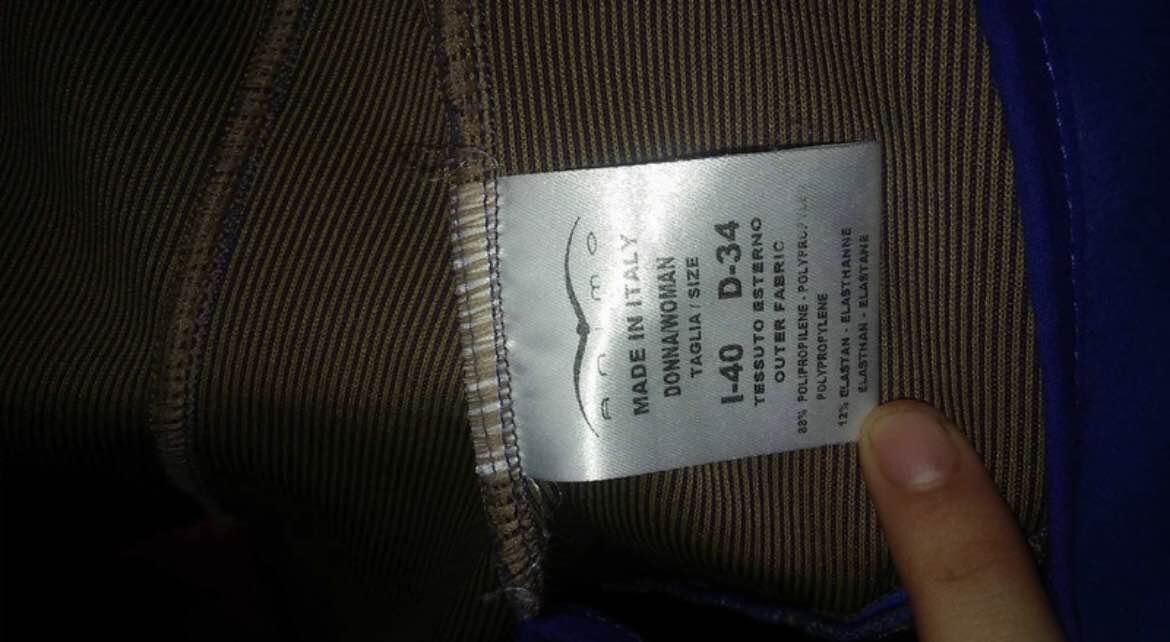 Animo
MADE IN ITALY
DONNA/WOMAN
TAGLIA / SIZE
I-40 D-34
TESSUTO ESTERNO
OUTER FABRIC
88% POLIPROPILENE - POLYPROPYLEN
POLYPROPYLENE
12% ELASTAN - ELASTHANNE
ELASTHAN - ELASTANE